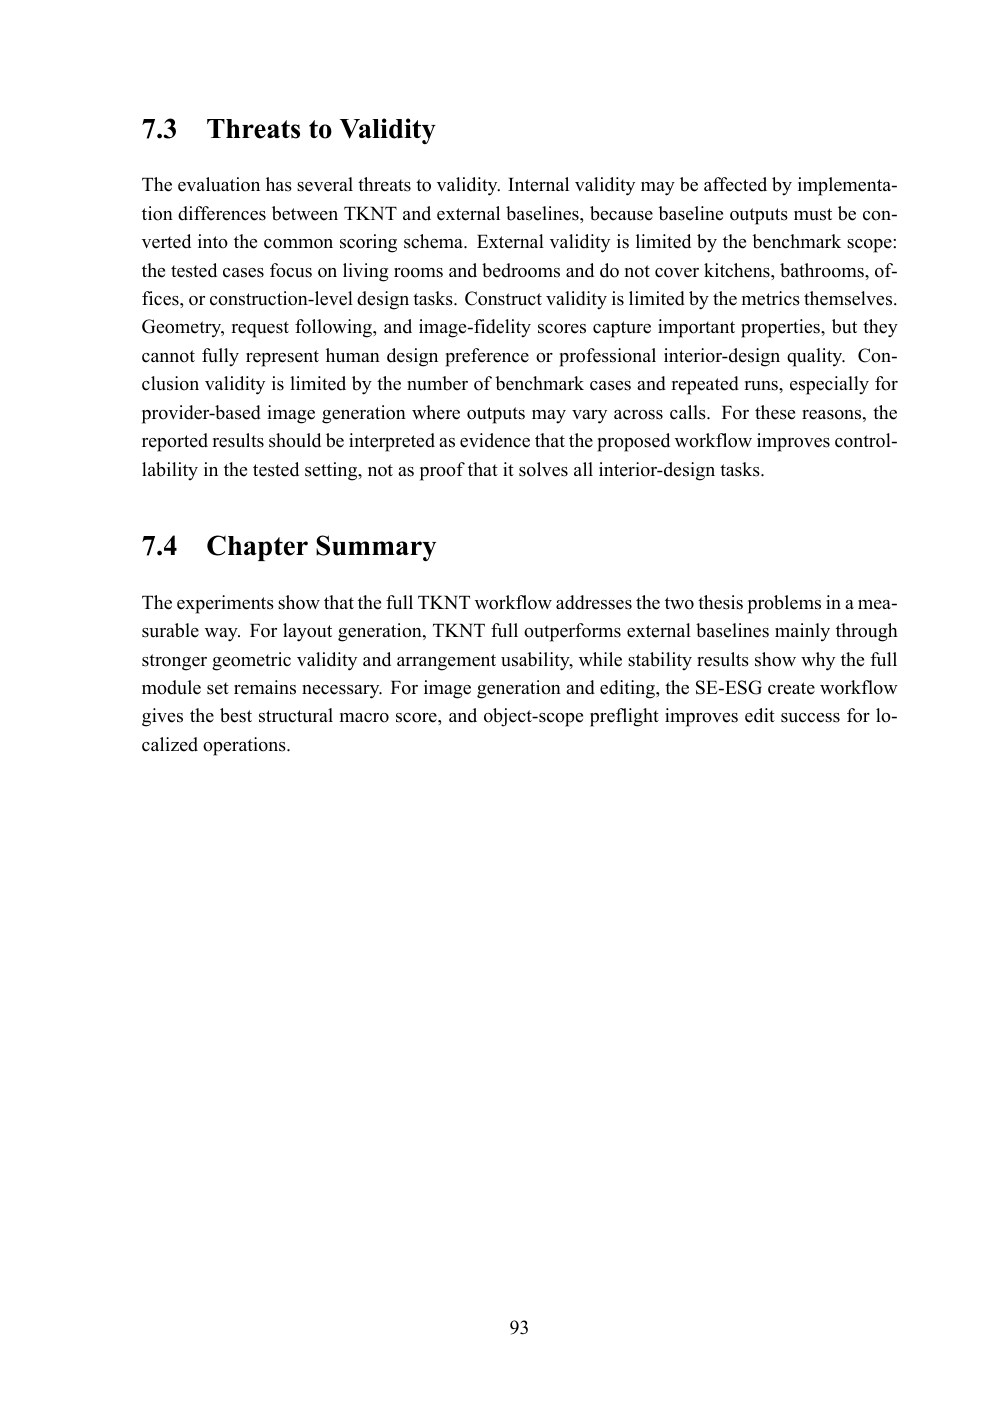 7.3 Threats to Validity
The evaluation has several threats to validity. Internal validity may be affected by implementa-
tion differences between TKNT and external baselines, because baseline outputs must be con-
verted into the common scoring schema. External validity is limited by the benchmark scope:
the tested cases focus on living rooms and bedrooms and do not cover kitchens, bathrooms, of-
fices, or construction-level design tasks. Construct validity is limited by the metrics themselves.
Geometry, request following, and image-fidelity scores capture important properties, but they
cannot fully represent human design preference or professional interior-design quality. Con-
clusion validity is limited by the number of benchmark cases and repeated runs, especially for
provider-based image generation where outputs may vary across calls. For these reasons, the
reported results should be interpreted as evidence that the proposed workflow improves control-
lability in the tested setting, not as proof that it solves all interior-design tasks.
7.4 Chapter Summary
The experiments show that the full TKNT workflow addresses the two thesis problems in a mea-
surable way. For layout generation, TKNT full outperforms external baselines mainly through
stronger geometric validity and arrangement usability, while stability results show why the full
module set remains necessary. For image generation and editing, the SE-ESG create workflow
gives the best structural macro score, and object-scope preflight improves edit success for lo-
calized operations.
93